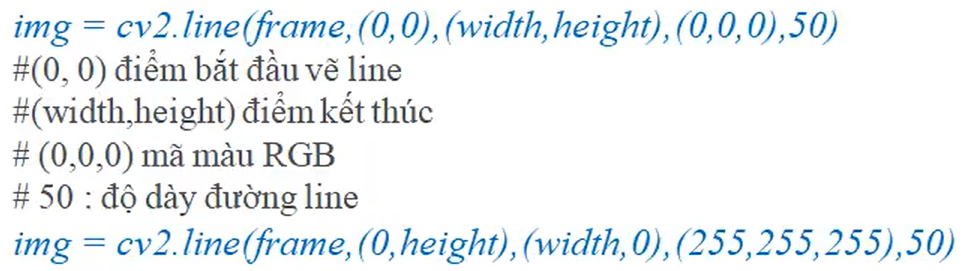 img = cv2.line(frame,(0,0),(width,height),(0,0,0),50)
#(0, 0) điểm bắt đầu vẽ line
#(width,height) điểm kết thúc
# (0,0,0) mã màu RGB
# 50 : độ dày đường line
img = cv2.line(frame,(0,height),(width,0),(255,255,255),50)